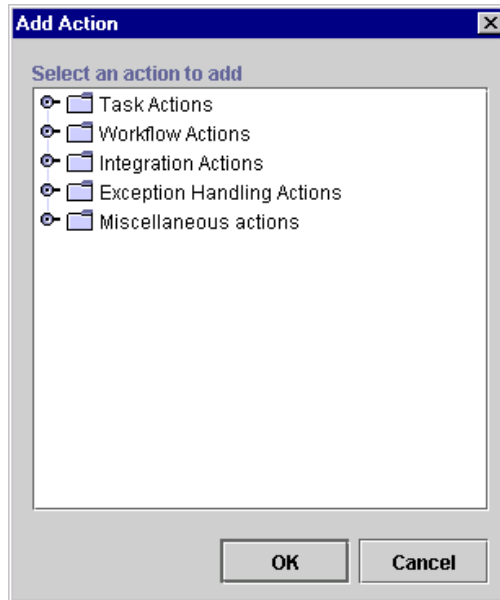 Add Action
Select an action to add
Task Actions
Workflow Actions
Integration Actions
Exception Handling Actions
Miscellaneous actions
OK Cancel